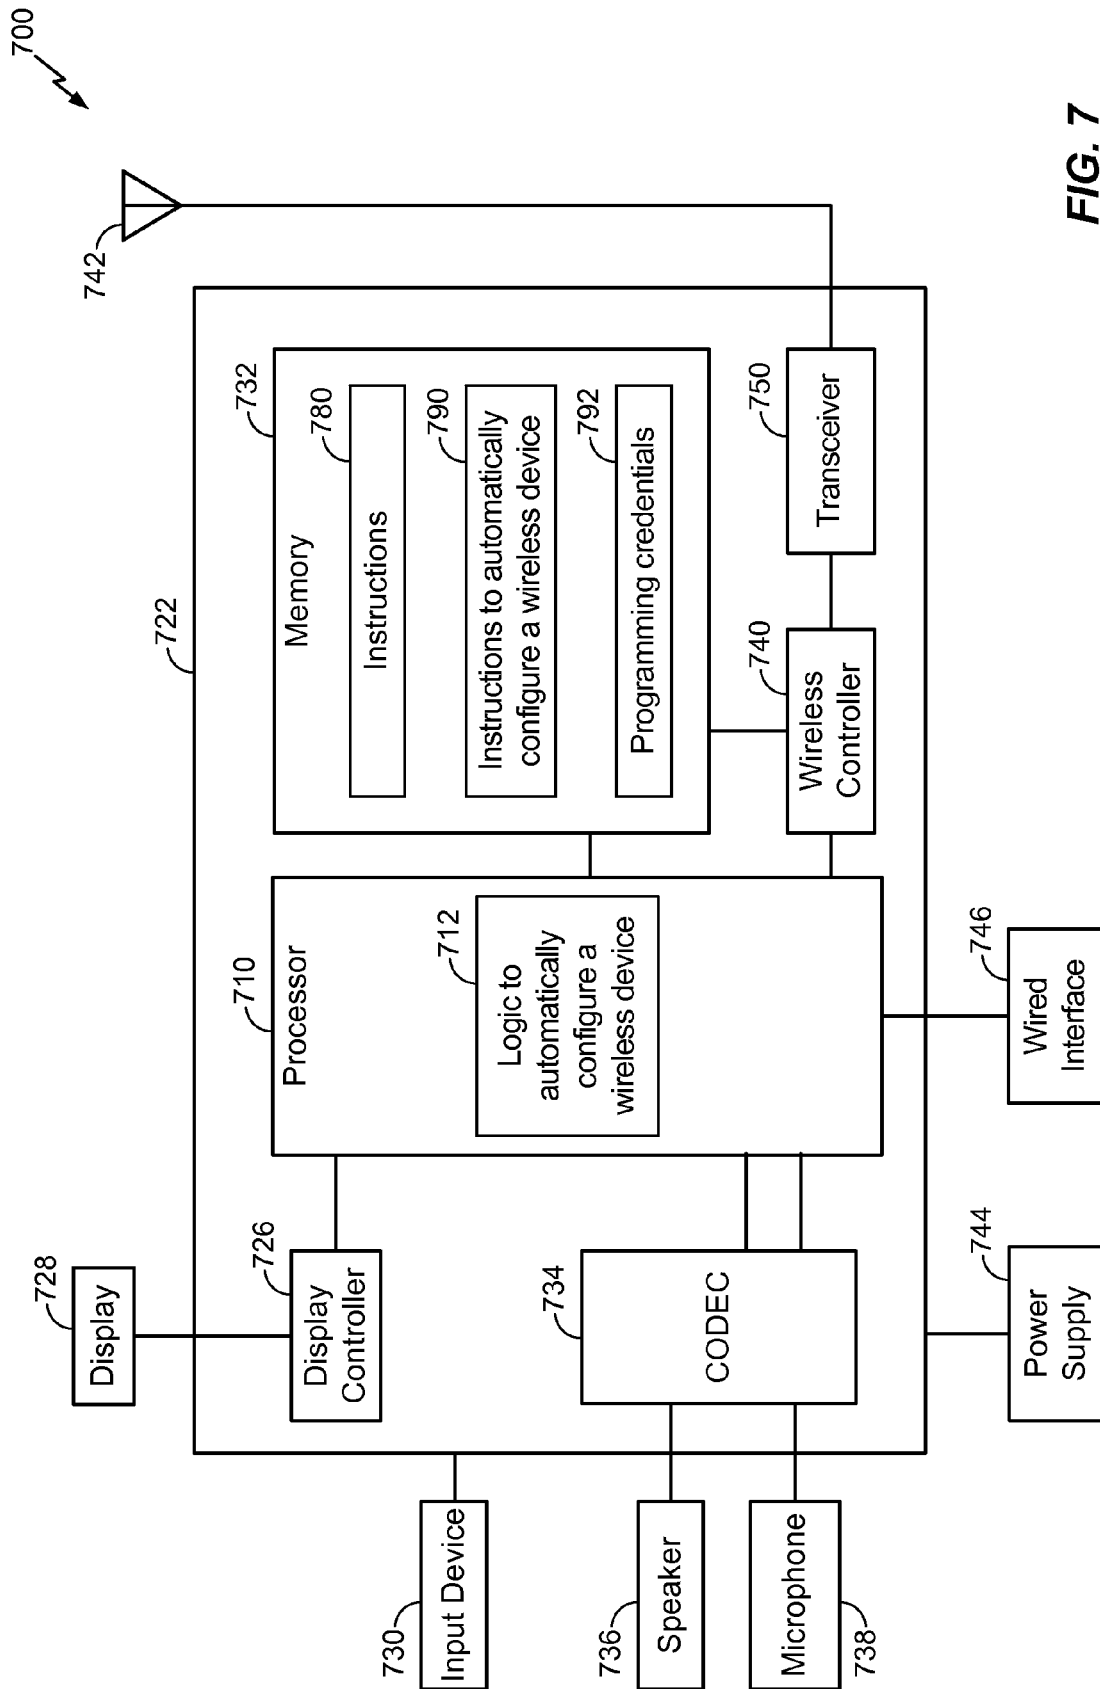 700
742
722
728
Display
726
Display
Controller
730
Input Device
710
Processor
712
Logic to
automatically
configure a
wireless device
732
Memory
780
Instructions
790
Instructions to automatically
configure a wireless device
792
Programming credentials
734
CODEC
736
Speaker
738
Microphone
740
Wireless
Controller
750
Transceiver
744
Power
Supply
746
Wired
Interface
FIG. 7